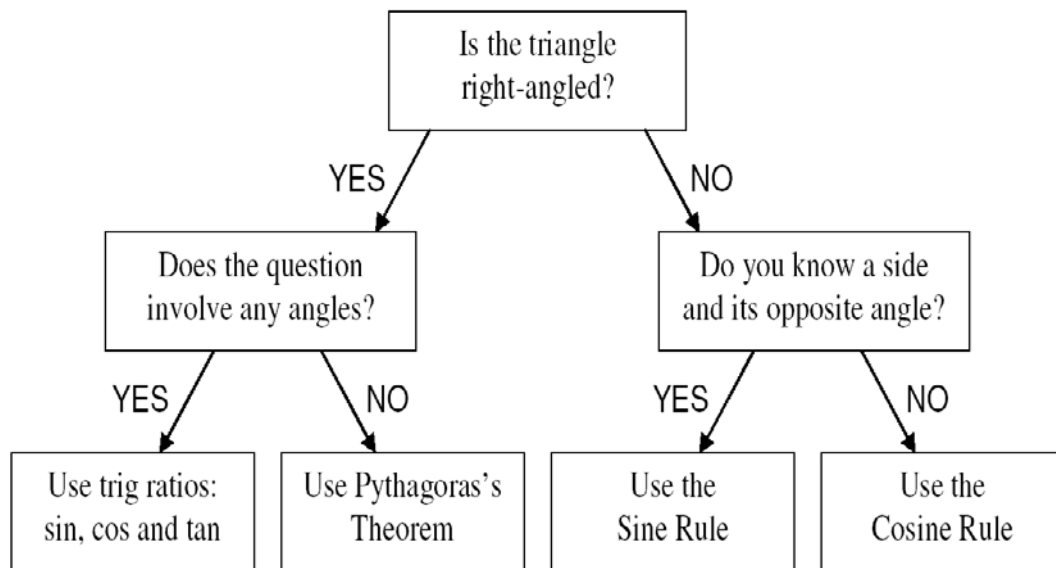 Is the triangle
right-angled?
YES
NO
Does the question
involve any angles?
Do you know a side
and its opposite angle?
YES
NO
YES
NO
Use trig ratios:
sin, cos and tan
Use Pythagoras's
Theorem
Use the
Sine Rule
Use the
Cosine Rule